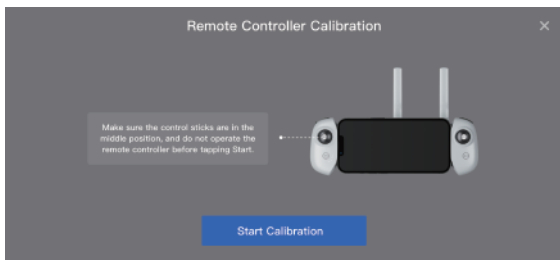 Remote Controller Calibration
Make sure the control sticks are in the
middle position, and do not operate the
remote controller before tapping Start.
Start Calibration